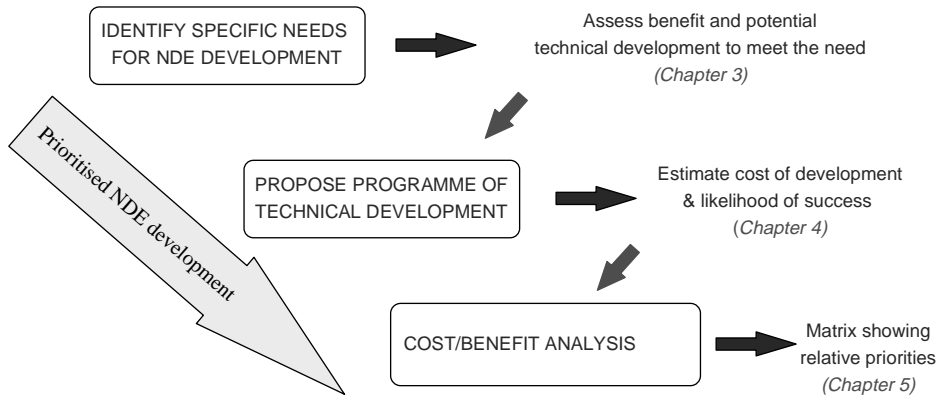 IDENTIFY SPECIFIC NEEDS
FOR NDE DEVELOPMENT
Assess benefit and potential
technical development to meet the need
(Chapter 3)
Prioritised NDE development
PROPOSE PROGRAMME OF
TECHNICAL DEVELOPMENT
Estimate cost of development
& likelihood of success
(Chapter 4)
COST/BENEFIT ANALYSIS
Matrix showing
relative priorities
(Chapter 5)